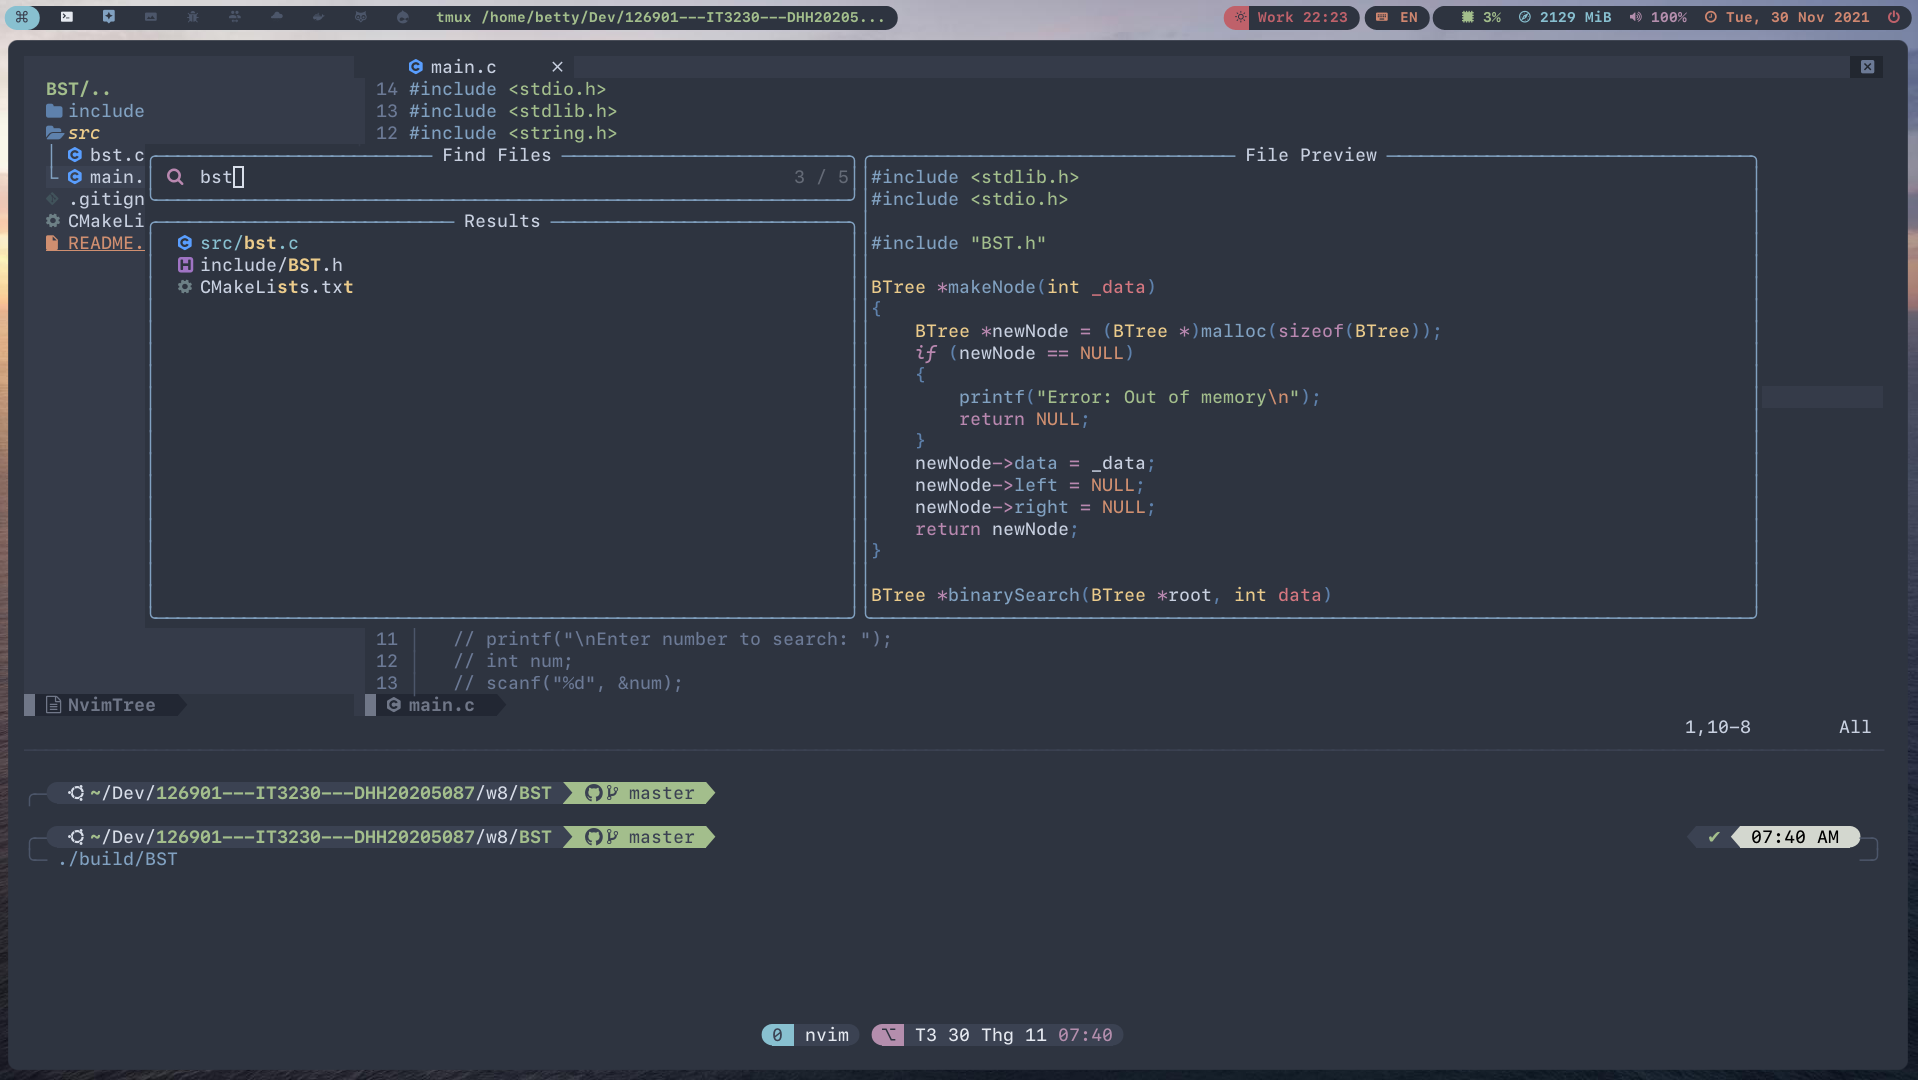 tmux /home/betty/Dev/126901---IT3230---DHH20205...
Work 22:23
EN
3%
2129 MiB
100%
Tue, 30 Nov 2021
main.c ×
BST/..
include
src
bst.c
main.
.gitign
CMakeLi
README.
14 #include <stdio.h>
13 #include <stdlib.h>
12 #include <string.h>
Find Files
bst
3 / 5
Results
src/bst.c
include/BST.h
CMakeLists.txt
File Preview
#include <stdlib.h>
#include <stdio.h>
#include "BST.h"
BTree *makeNode(int _data)
{
BTree *newNode = (BTree *)malloc(sizeof(BTree));
if (newNode == NULL)
{
printf("Error: Out of memory\n");
return NULL;
}
newNode->data = _data;
newNode->left = NULL;
newNode->right = NULL;
return newNode;
}
BTree *binarySearch(BTree *root, int data)
11 // printf("\nEnter number to search: ");
12 // int num;
13 // scanf("%d", &num);
NvimTree
main.c
1,10-8 All
~/Dev/126901---IT3230---DHH20205087/w8/BST master
~/Dev/126901---IT3230---DHH20205087/w8/BST master
✔ 07:40 AM
./build/BST
0 nvim
T3 30 Thg 11 07:40